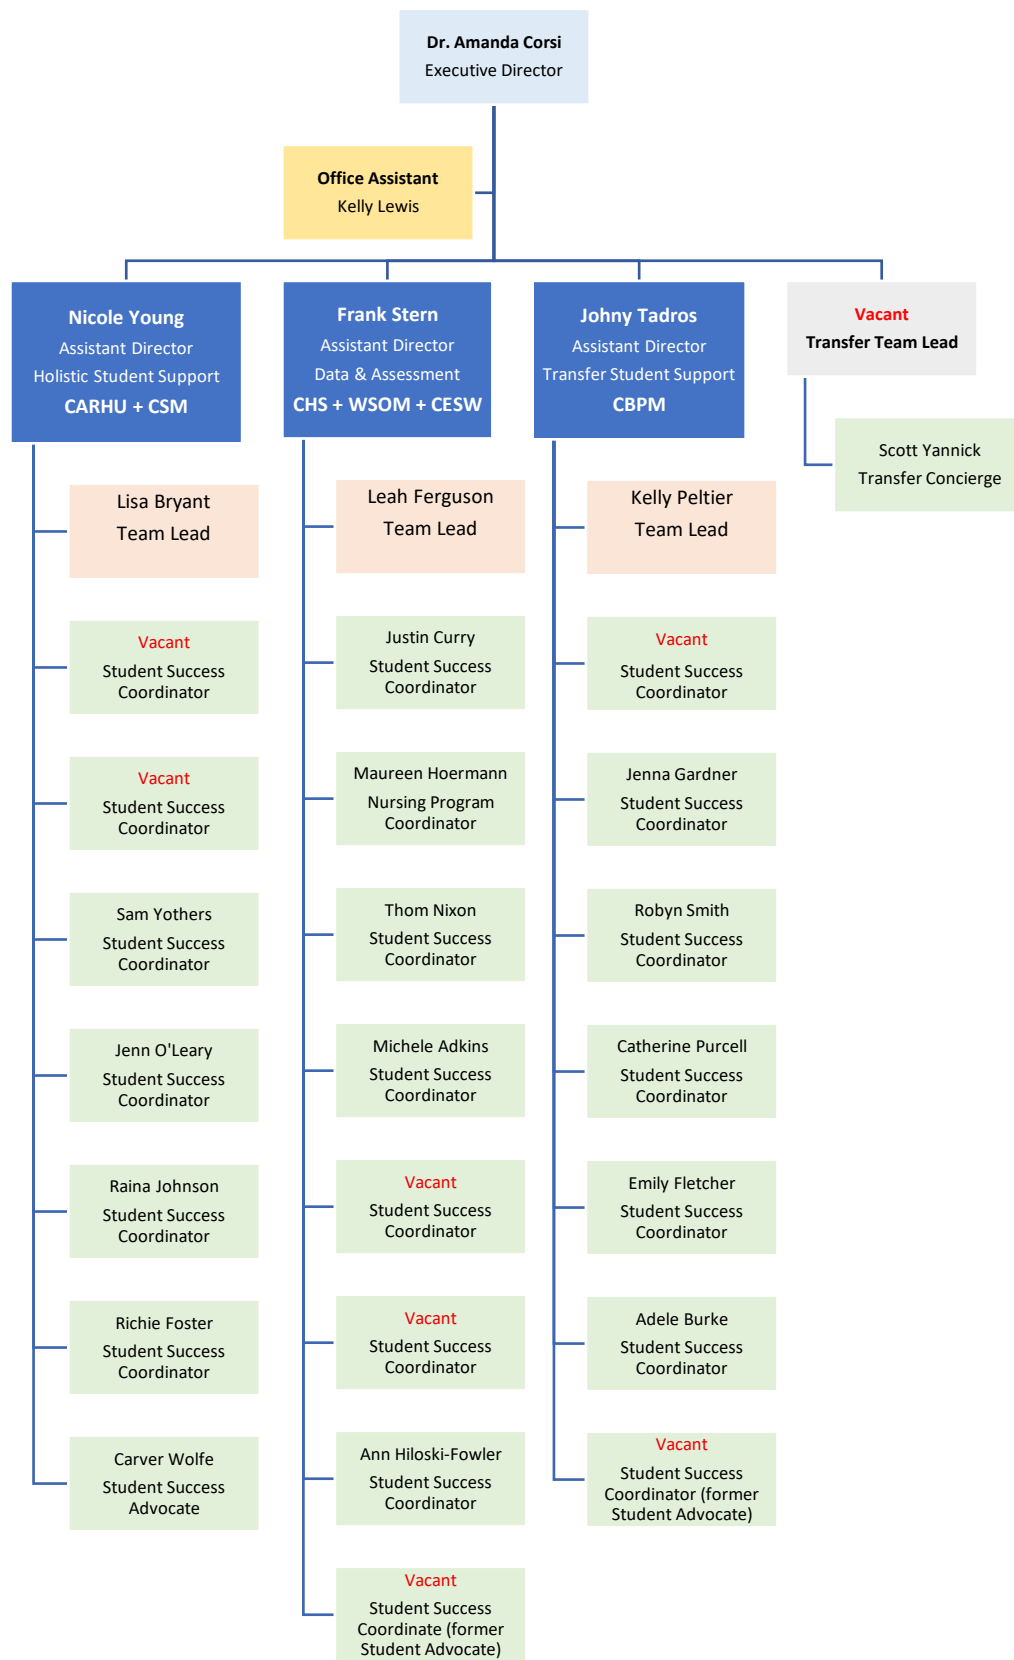 Dr. Amanda Corsi
Executive Director
Office Assistant
Kelly Lewis
Nicole Young
Assistant Director
Holistic Student Support
CARHU + CSM
Lisa Bryant
Team Lead
Vacant
Student Success
Coordinator
Vacant
Student Success
Coordinator
Sam Yothers
Student Success
Coordinator
Jenn O'Leary
Student Success
Coordinator
Raina Johnson
Student Success
Coordinator
Richie Foster
Student Success
Coordinator
Carver Wolfe
Student Success
Advocate
Frank Stern
Assistant Director
Data & Assessment
CHS + WSOM + CESW
Leah Ferguson
Team Lead
Justin Curry
Student Success
Coordinator
Maureen Hoermann
Nursing Program
Coordinator
Thom Nixon
Student Success
Coordinator
Michele Adkins
Student Success
Coordinator
Vacant
Student Success
Coordinator
Vacant
Student Success
Coordinator
Ann Hiloski-Fowler
Student Success
Coordinator
Vacant
Student Success
Coordinate (former
Student Advocate)
Johny Tadros
Assistant Director
Transfer Student Support
CBPM
Kelly Peltier
Team Lead
Vacant
Student Success
Coordinator
Jenna Gardner
Student Success
Coordinator
Robyn Smith
Student Success
Coordinator
Catherine Purcell
Student Success
Coordinator
Emily Fletcher
Student Success
Coordinator
Adele Burke
Student Success
Coordinator
Vacant
Student Success
Coordinator (former
Student Advocate)
Vacant
Transfer Team Lead
Scott Yannick
Transfer Concierge